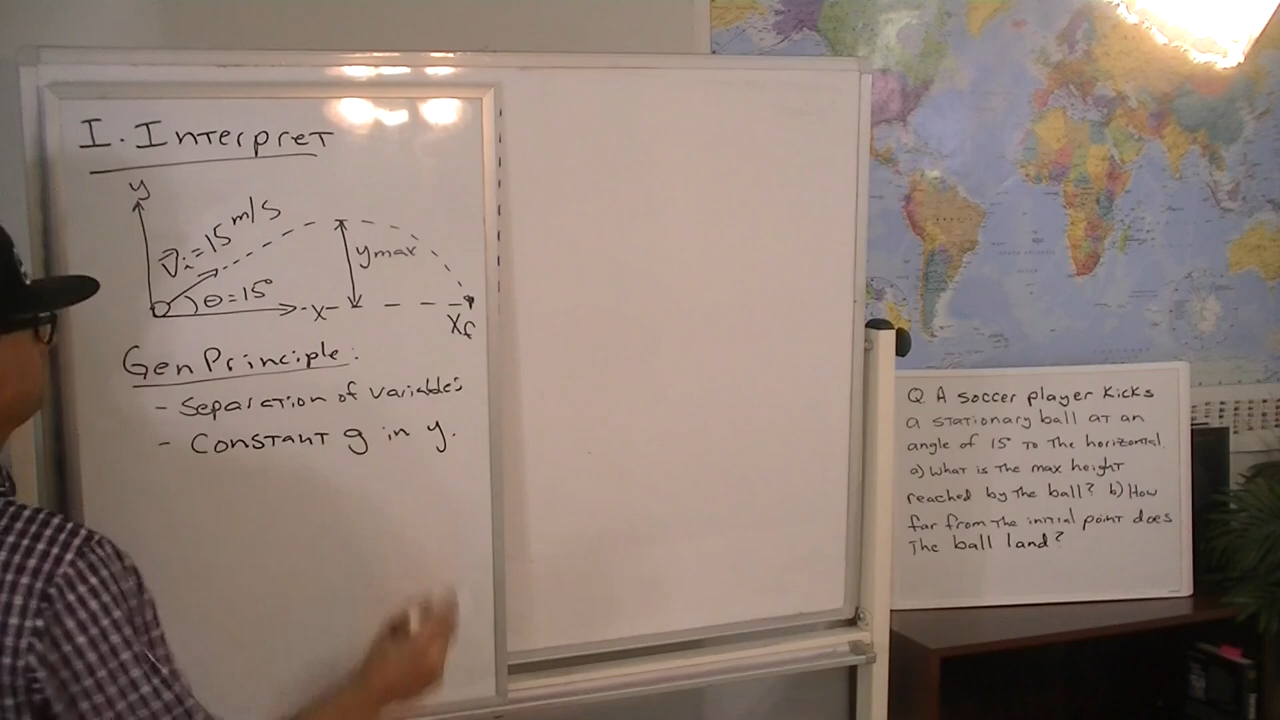 I. Interpret
y
v⃗i = 15 m/s
ymax
θ = 15°
x
xf
Gen Principle:
- Separation of variables
- Constant g in y.
Q A soccer player kicks
a stationary ball at an
angle of 15° to the horizontal.
a) What is the max height
reached by the ball? b) How
far from the initial point does
the ball land?